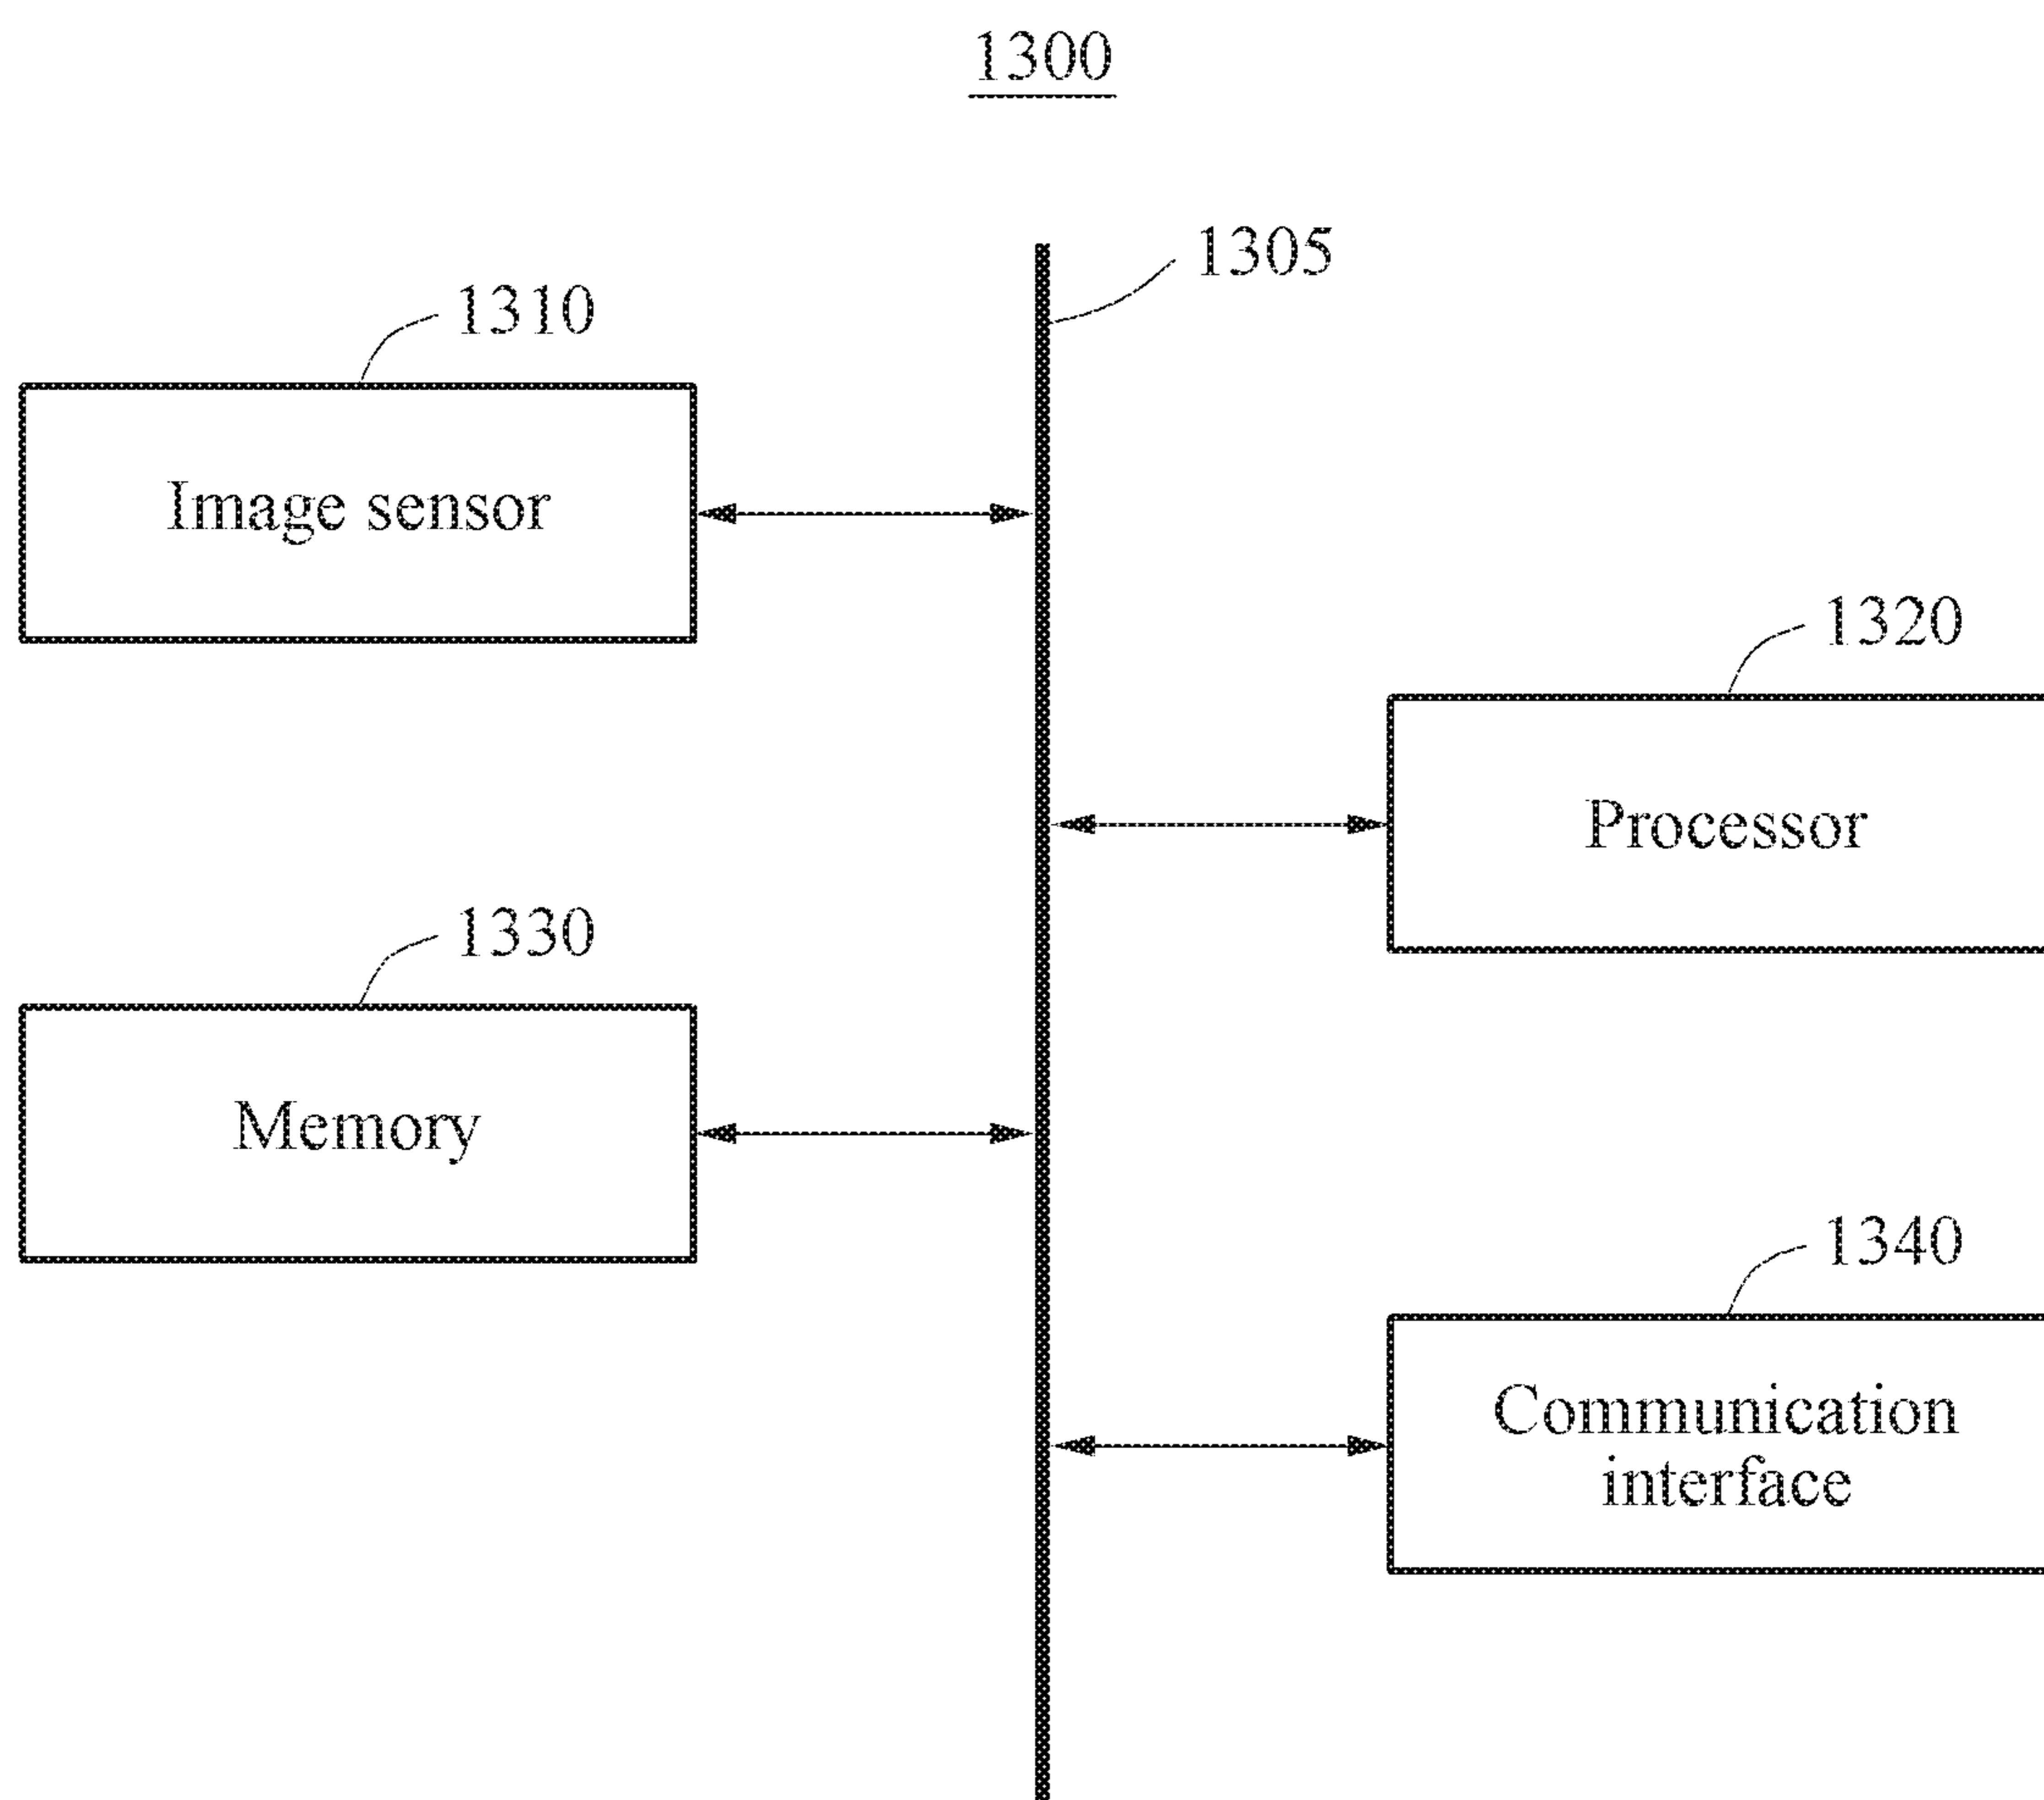 1300
1305
1310
Image sensor
1320
Processor
1330
Memory
1340
Communication
interface